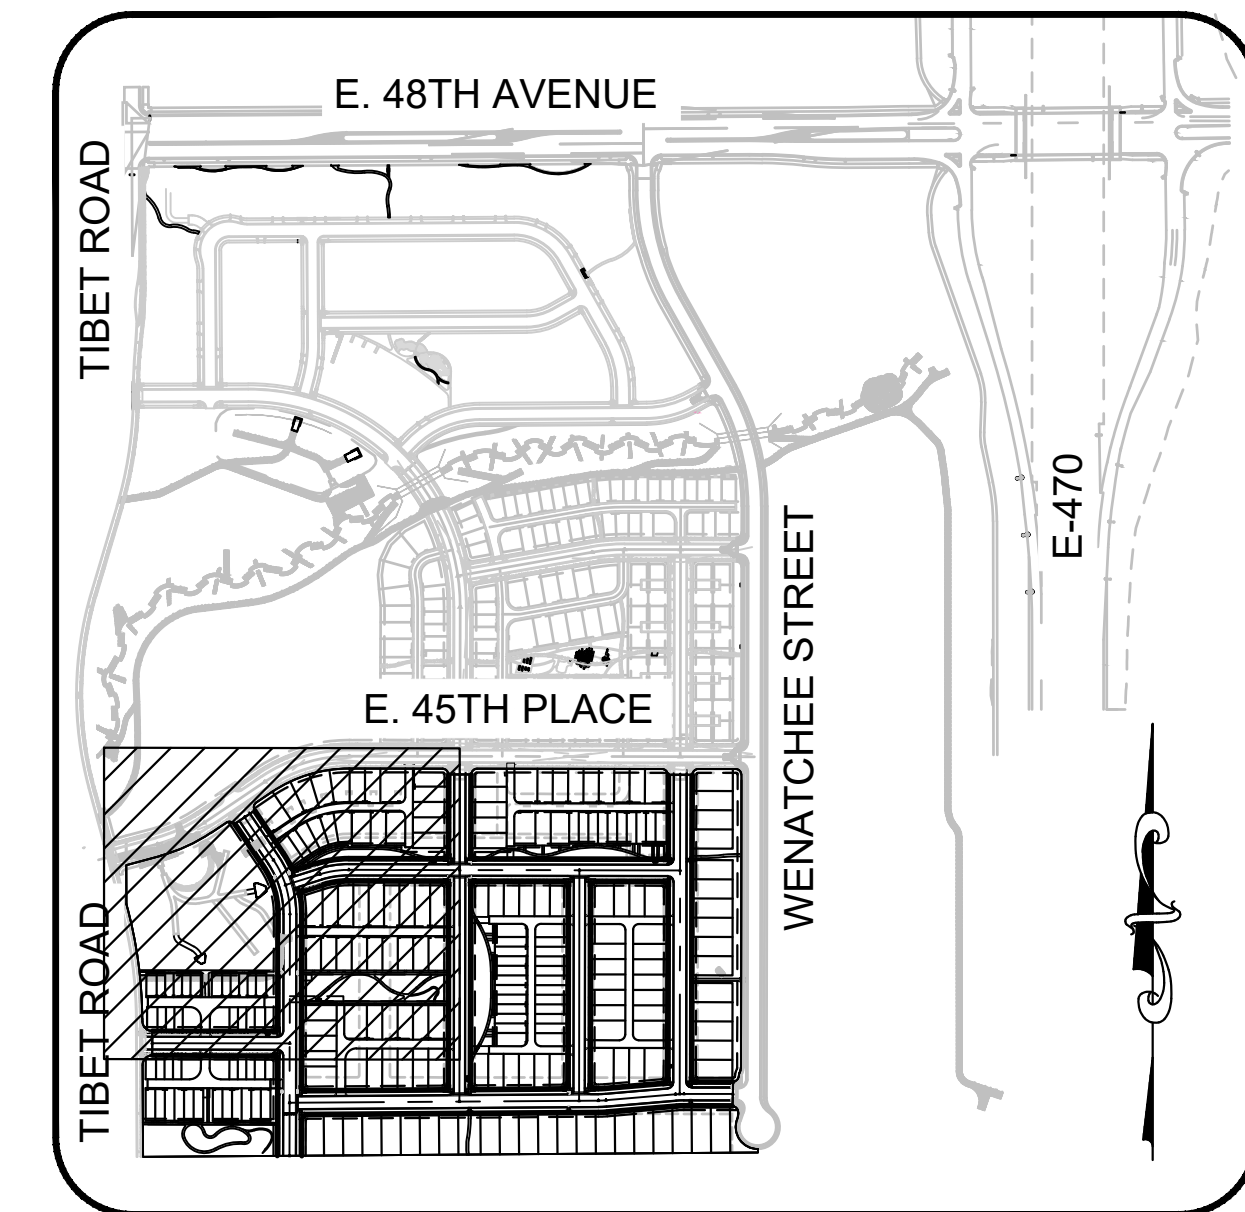 E. 48TH AVENUE
TIBET ROAD
E-470
WENATCHEE STREET
E. 45TH PLACE
TIBET ROAD